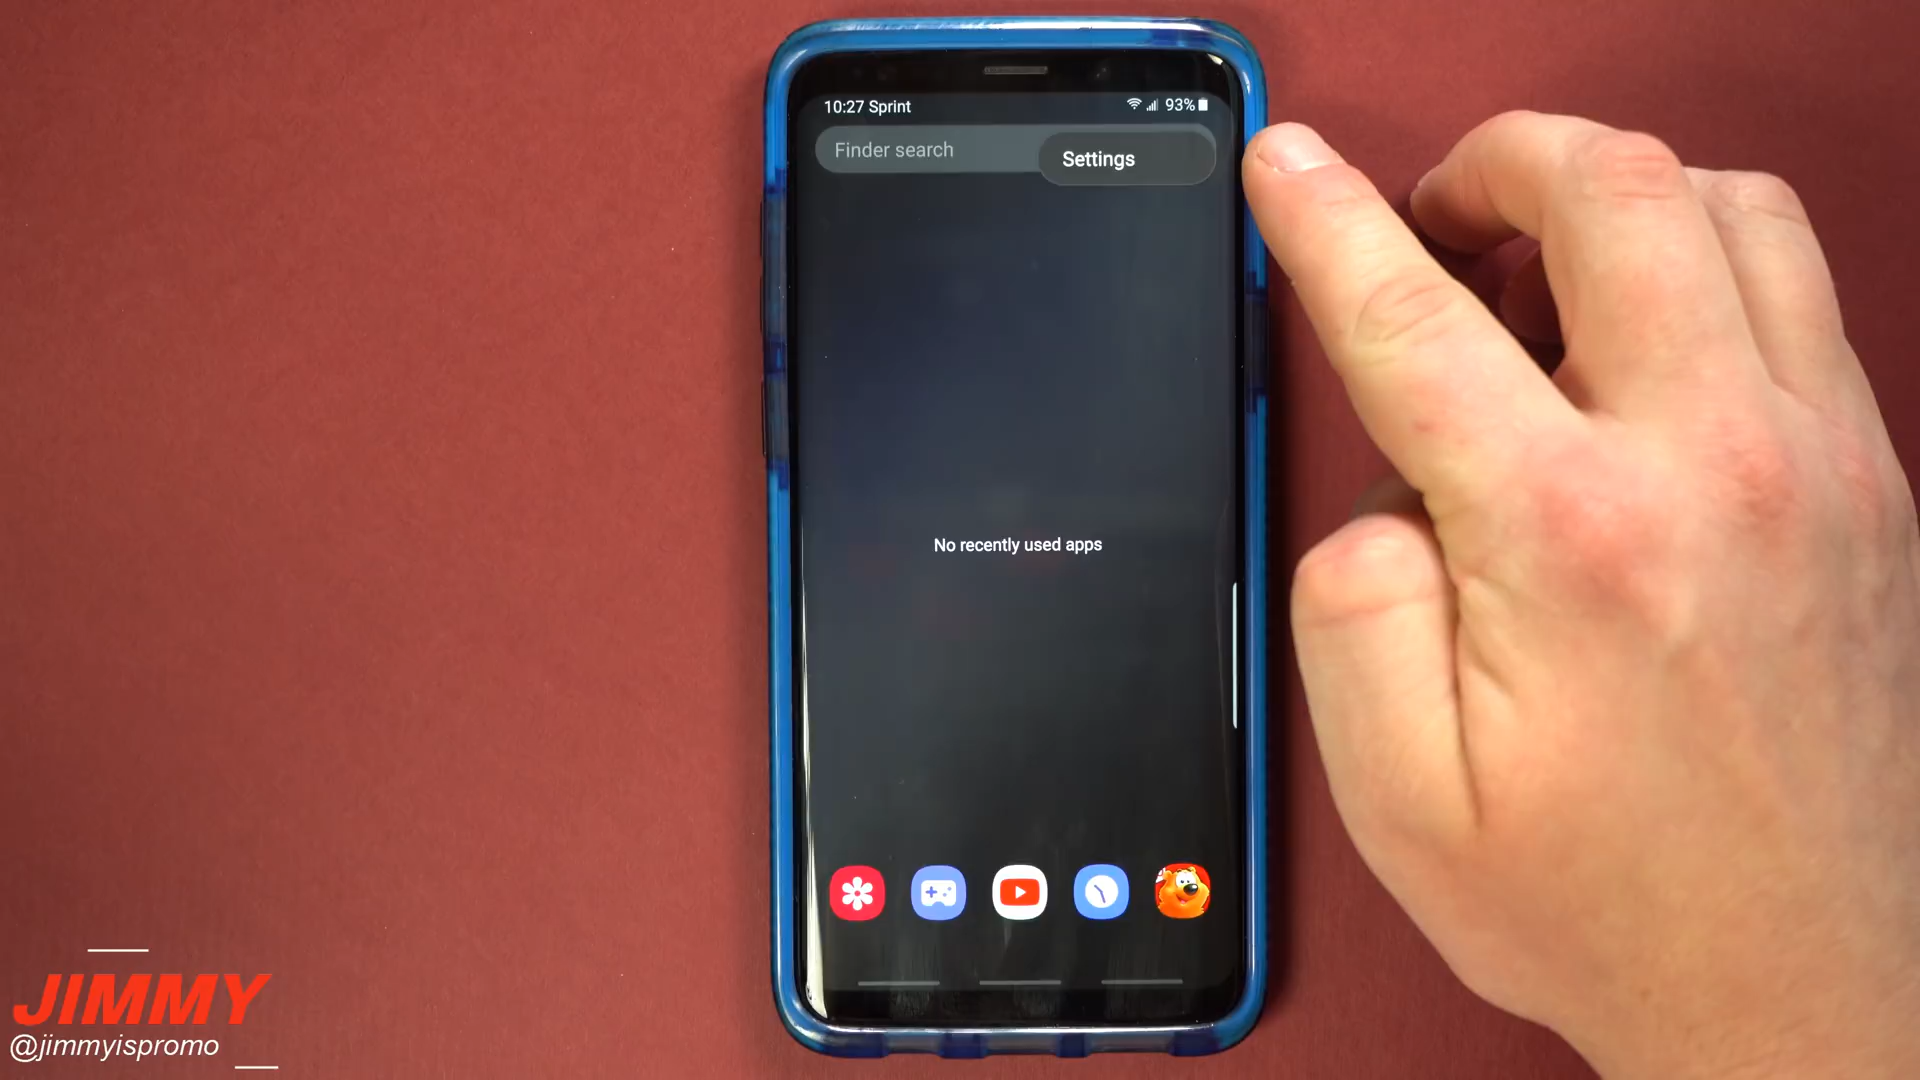 10:27 Sprint
93%
Finder search
Settings
No recently used apps
JIMMY
@jimmyispromo